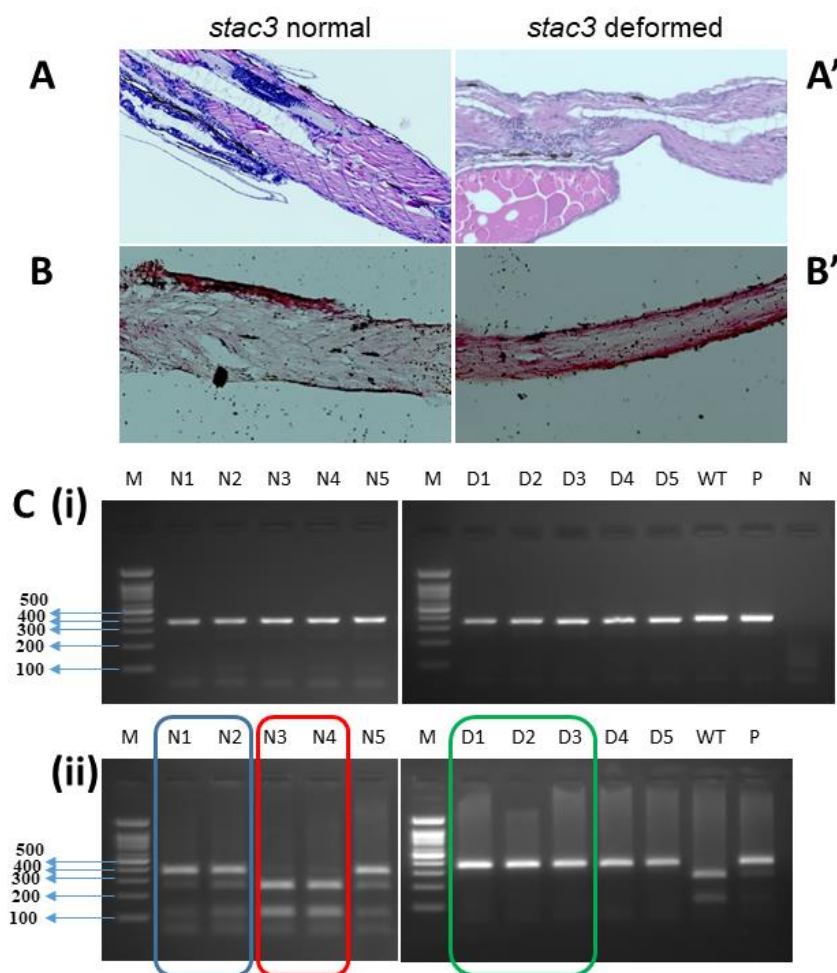 stac3 normal stac3 deformed
A A'
B B'
C (i) M N1 N2 N3 N4 N5 M D1 D2 D3 D4 D5 WT P N
500
400
300
200
100
(ii) M N1 N2 N3 N4 N5 M D1 D2 D3 D4 D5 WT P
500
400
300
200
100